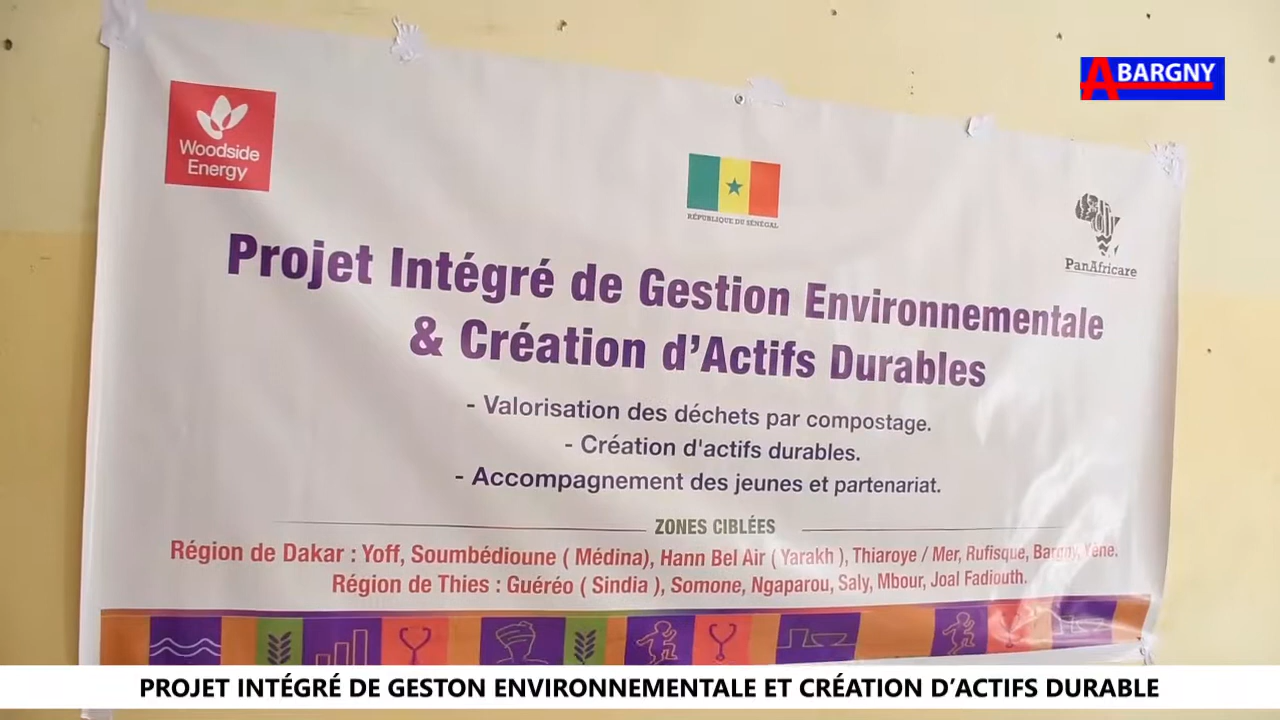 ABARGNY
Woodside
Energy
RÉPUBLIQUE DU SÉNÉGAL
PanAfricare
Projet Intégré de Gestion Environnementale
& Création d'Actifs Durables
- Valorisation des déchets par compostage.
- Création d'actifs durables.
- Accompagnement des jeunes et partenariat.
ZONES CIBLÉES
Région de Dakar : Yoff, Soumbédioune ( Médina), Hann Bel Air ( Yarakh ), Thiaroye / Mer, Rufisque, Bargny, Yène.
Région de Thies : Guéréo ( Sindia ), Somone, Ngaparou, Saly, Mbour, Joal Fadiouth.
PROJET INTÉGRÉ DE GESTON ENVIRONNEMENTALE ET CRÉATION D'ACTIFS DURABLE